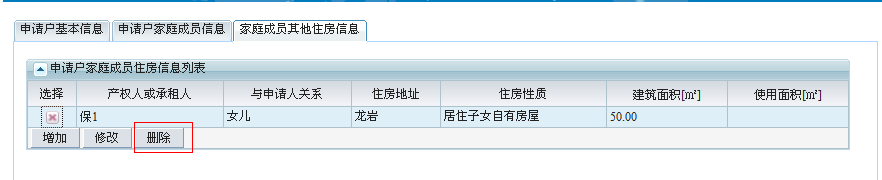 申请户基本信息 申请户家庭成员信息 家庭成员其他住房信息
申请户家庭成员住房信息列表
选择 产权人或承租人 与申请人关系 住房地址 住房性质 建筑面积[㎡] 使用面积[㎡]
保1 女儿 龙岩 居住子女自有房屋 50.00
增加 修改 删除